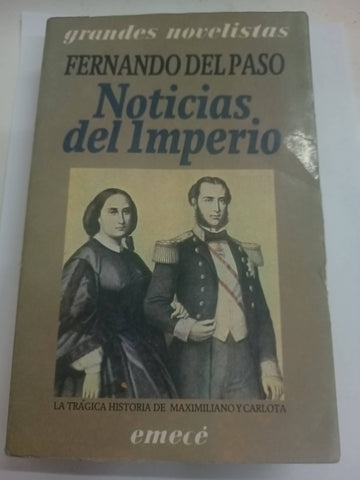 grandes novelistas
FERNANDO DEL PASO
Noticias
del Imperio
LA TRÁGICA HISTORIA DE MAXIMILIANO Y CARLOTA
emecé